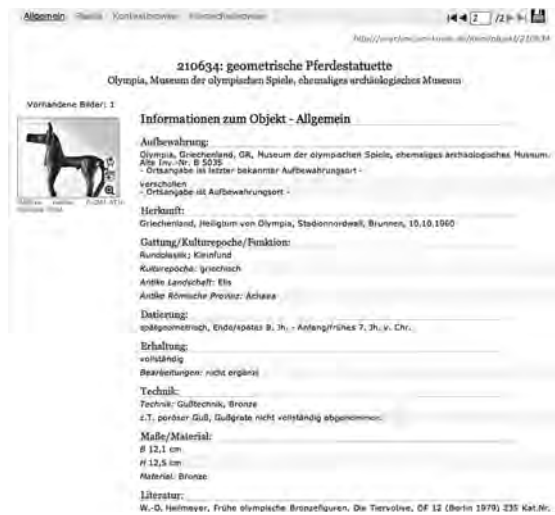 Allgemein
2 /2
210634: geometrische Pferdestatuette
Olympia, Museum der olympischen Spiele, ehemaliges archäologisches Museum
Vorhandene Bilder: 1
Informationen zum Objekt - Allgemein
Aufbewahrung:
Olympia, Griechenland, GR, Museum der olympischen Spiele, ehemaliges archäologisches Museum,
Alte Inv.-Nr. B 5035
- Ortsangabe ist letzter bekannter Aufbewahrungsort -
verschollen
- Ortsangabe ist Aufbewahrungsort -
Herkunft:
Griechenland, Heiligtum von Olympia, Stadionnordwall, Brunnen, 10.10.1960
Gattung/Kulturepoche/Funktion:
Rundplastik; Kleinfund
Kulturepoche: griechisch
Antike Landschaft: Elis
Antike Römische Provinz: Achaea
Datierung:
spätgeometrisch, Ende/spätes 8. Jh. - Anfang/frühes 7. Jh. v. Chr.
Erhaltung:
vollständig
Bearbeitungen: nicht ergänzt
Technik:
Technik: Gußtechnik, Bronze
z.T. poröser Guß, Gußgrate nicht vollständig abgenommen.
Maße/Material:
B 12,1 cm
H 12,5 cm
Material: Bronze
Literatur:
W.-D. Heilmeyer, Frühe olympische Bronzefiguren. Die Tiervotive, OF 12 (Berlin 1979) 235 Kat.Nr.